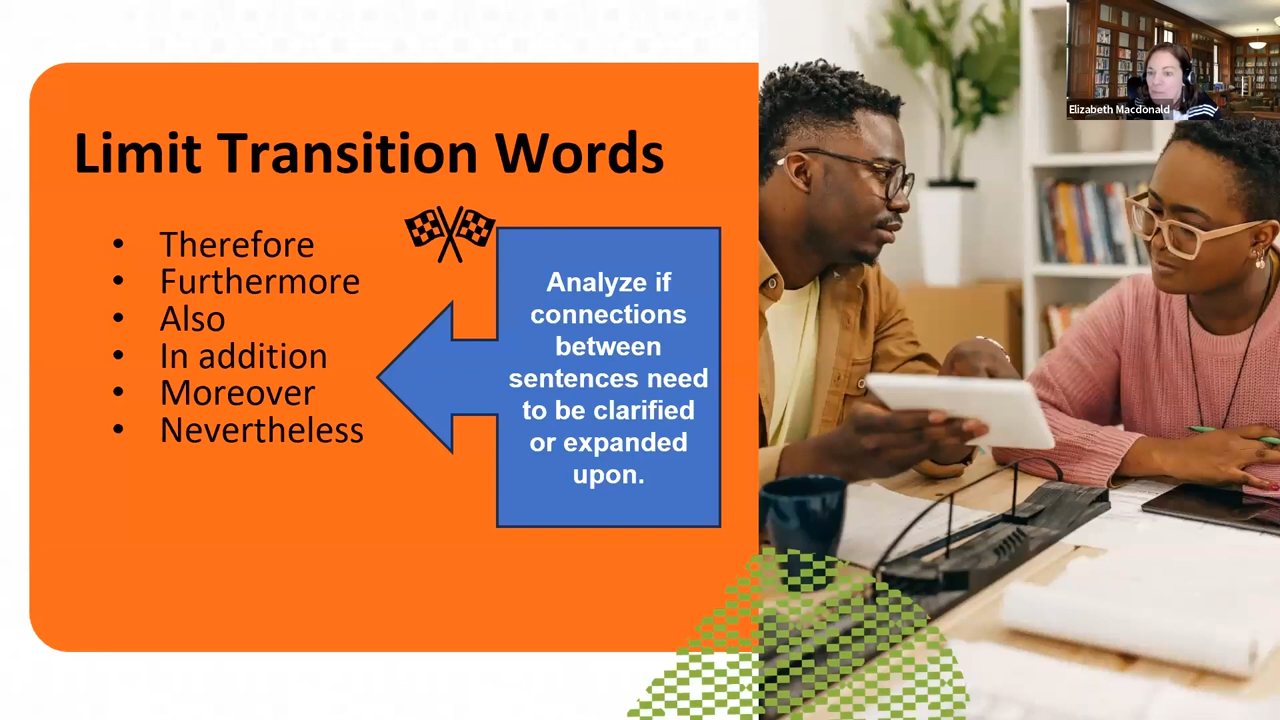 Limit Transition Words
• Therefore
• Furthermore
• Also
• In addition
• Moreover
• Nevertheless
Analyze if
connections
between
sentences need
to be clarified
or expanded
upon.
Elizabeth Macdonald